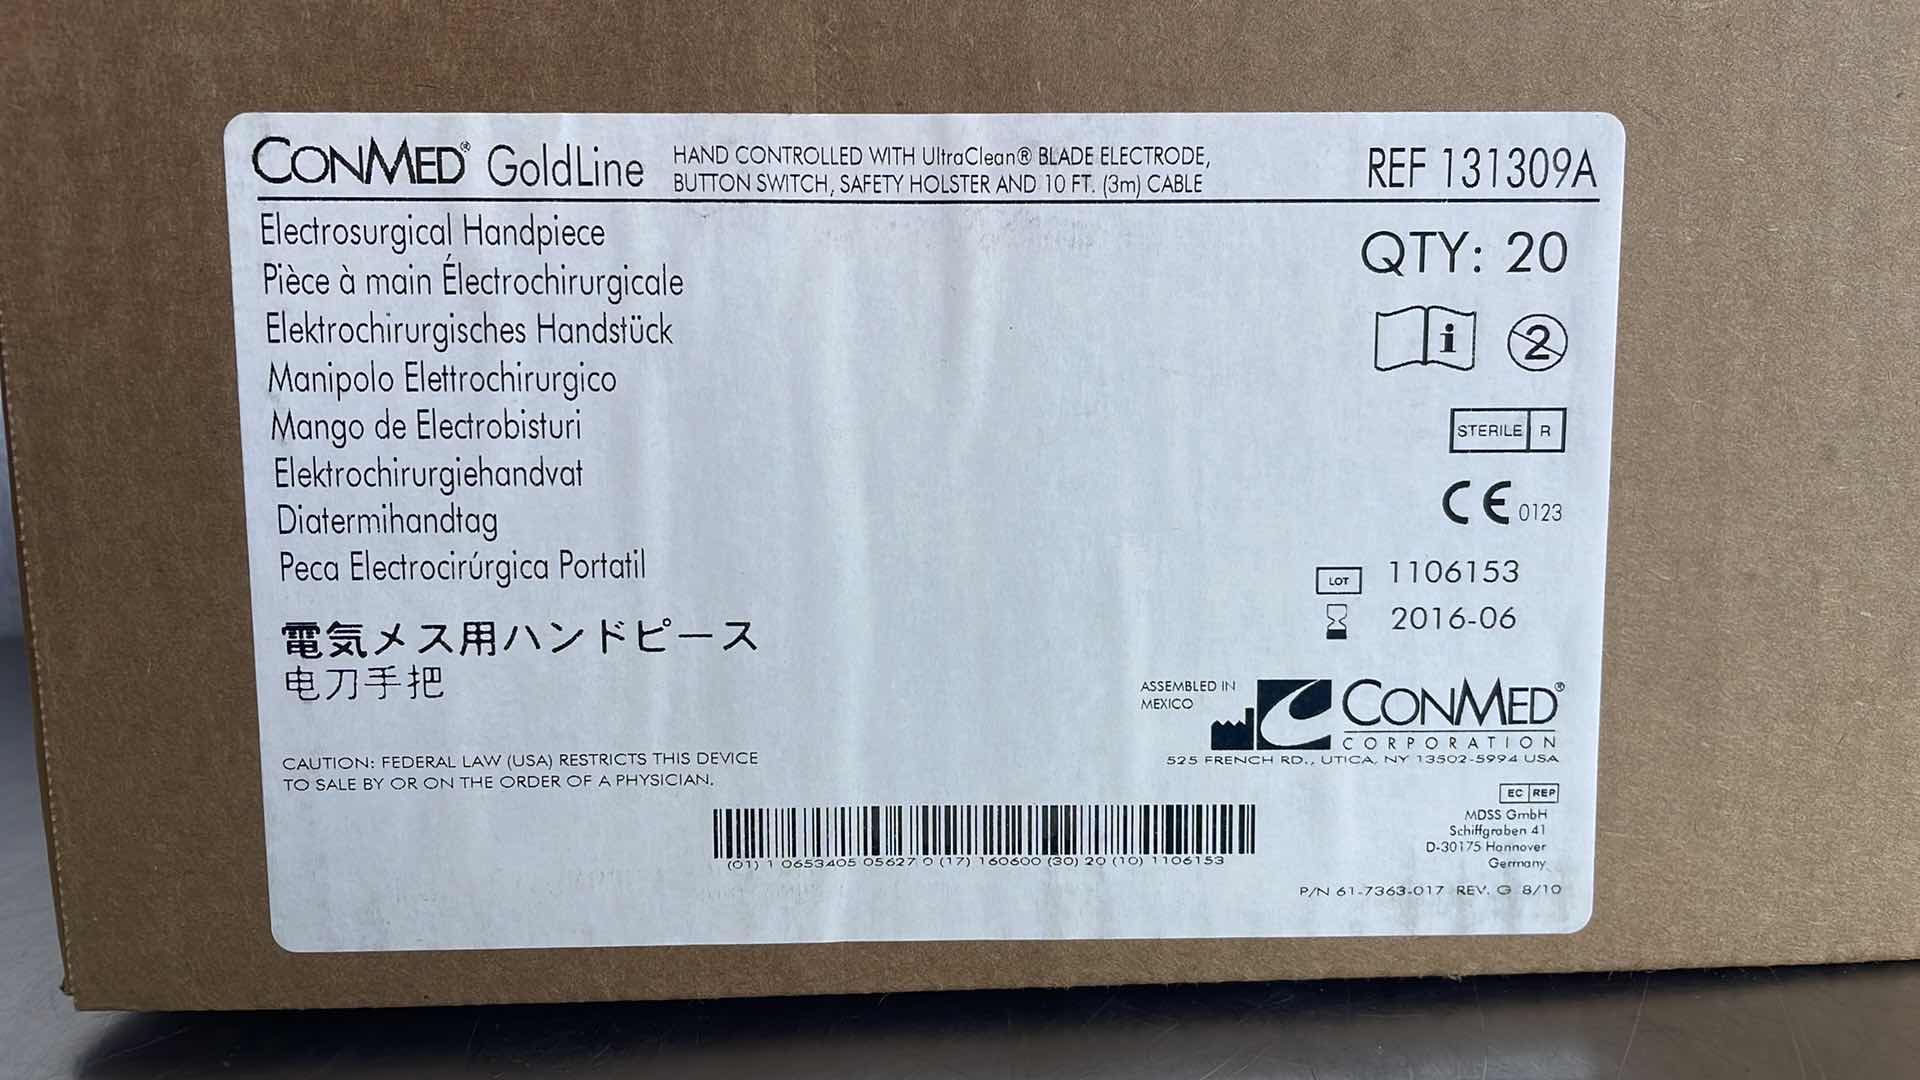 CONMED® GoldLine
HAND CONTROLLED WITH UltraClean® BLADE ELECTRODE,
BUTTON SWITCH, SAFETY HOLSTER AND 10 FT. (3m) CABLE
REF 131309A
Electrosurgical Handpiece
Pièce à main Électrochirurgicale
Elektrochirurgisches Handstück
Manipolo Elettrochirurgico
Mango de Electrobisturi
Elektrochirurgiehandvat
Diatermihandtag
Peca Electrocirúrgica Portatil
電気メス用ハンドピース
电刀手把
QTY: 20
i
2
STERILE R
CE 0123
LOT 1106153
2016-06
ASSEMBLED IN
MEXICO
CONMED®
CORPORATION
525 FRENCH RD., UTICA, NY 13502-5994 USA
CAUTION: FEDERAL LAW (USA) RESTRICTS THIS DEVICE
TO SALE BY OR ON THE ORDER OF A PHYSICIAN.
(01) 1 0653405 05627 0 (17) 160600 (30) 20 (10) 1106153
EC REP
MDSS GmbH
Schiffgraben 41
D-30175 Hannover
Germany
P/N 61-7363-017 REV. G 8/10